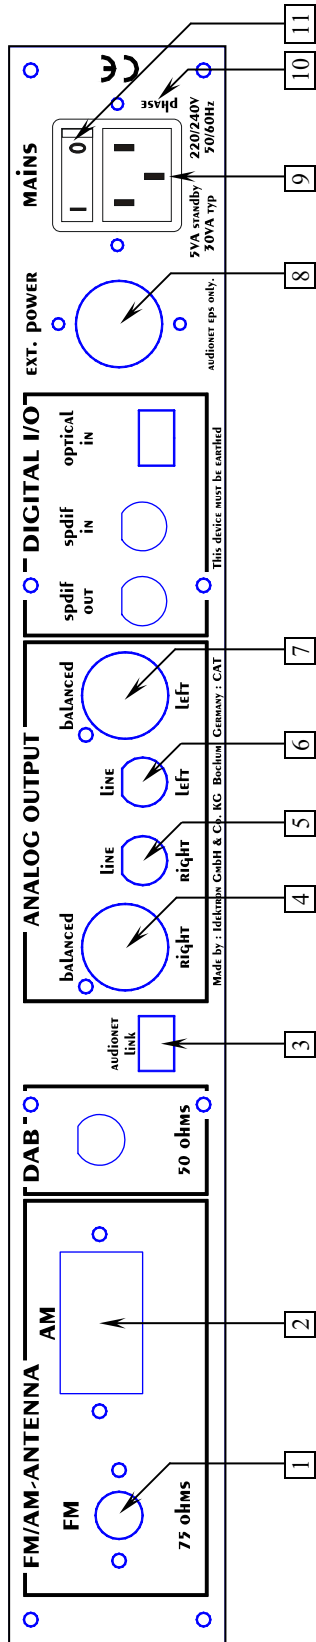 FM/AM-ANTENNA
FM
AM
75 OHMS
DAB
50 OHMS
AUDIONET
LINK
ANALOG OUTPUT
BALANCED
RIGHT
LINE
RIGHT
LINE
LEFT
BALANCED
LEFT
Made by : Idektron GmbH & Co. KG Bochum Germany : CAT
DIGITAL I/O
spdif
OUT
spdif
IN
OPTICAL
IN
This device must be earthed
EXT. POWER
AUDIONET EPS ONLY.
MAINS
I
0
5VA STANDBY
30VA TYP
220/240V
50/60Hz
PHASE
CE
1
2
3
4
5
6
7
8
9
10
11